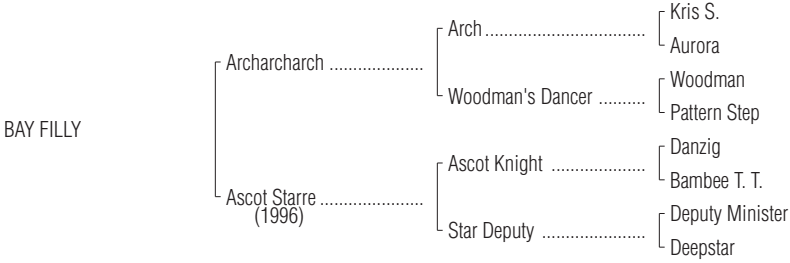 Kris S.
Arch ..................................
Aurora
Archarcharch ....................
Woodman
Woodman's Dancer ..........
Pattern Step
BAY FILLY
Danzig
Ascot Knight ....................
Bambee T. T.
Ascot Starre ......................
(1996)
Deputy Minister
Star Deputy ......................
Deepstar